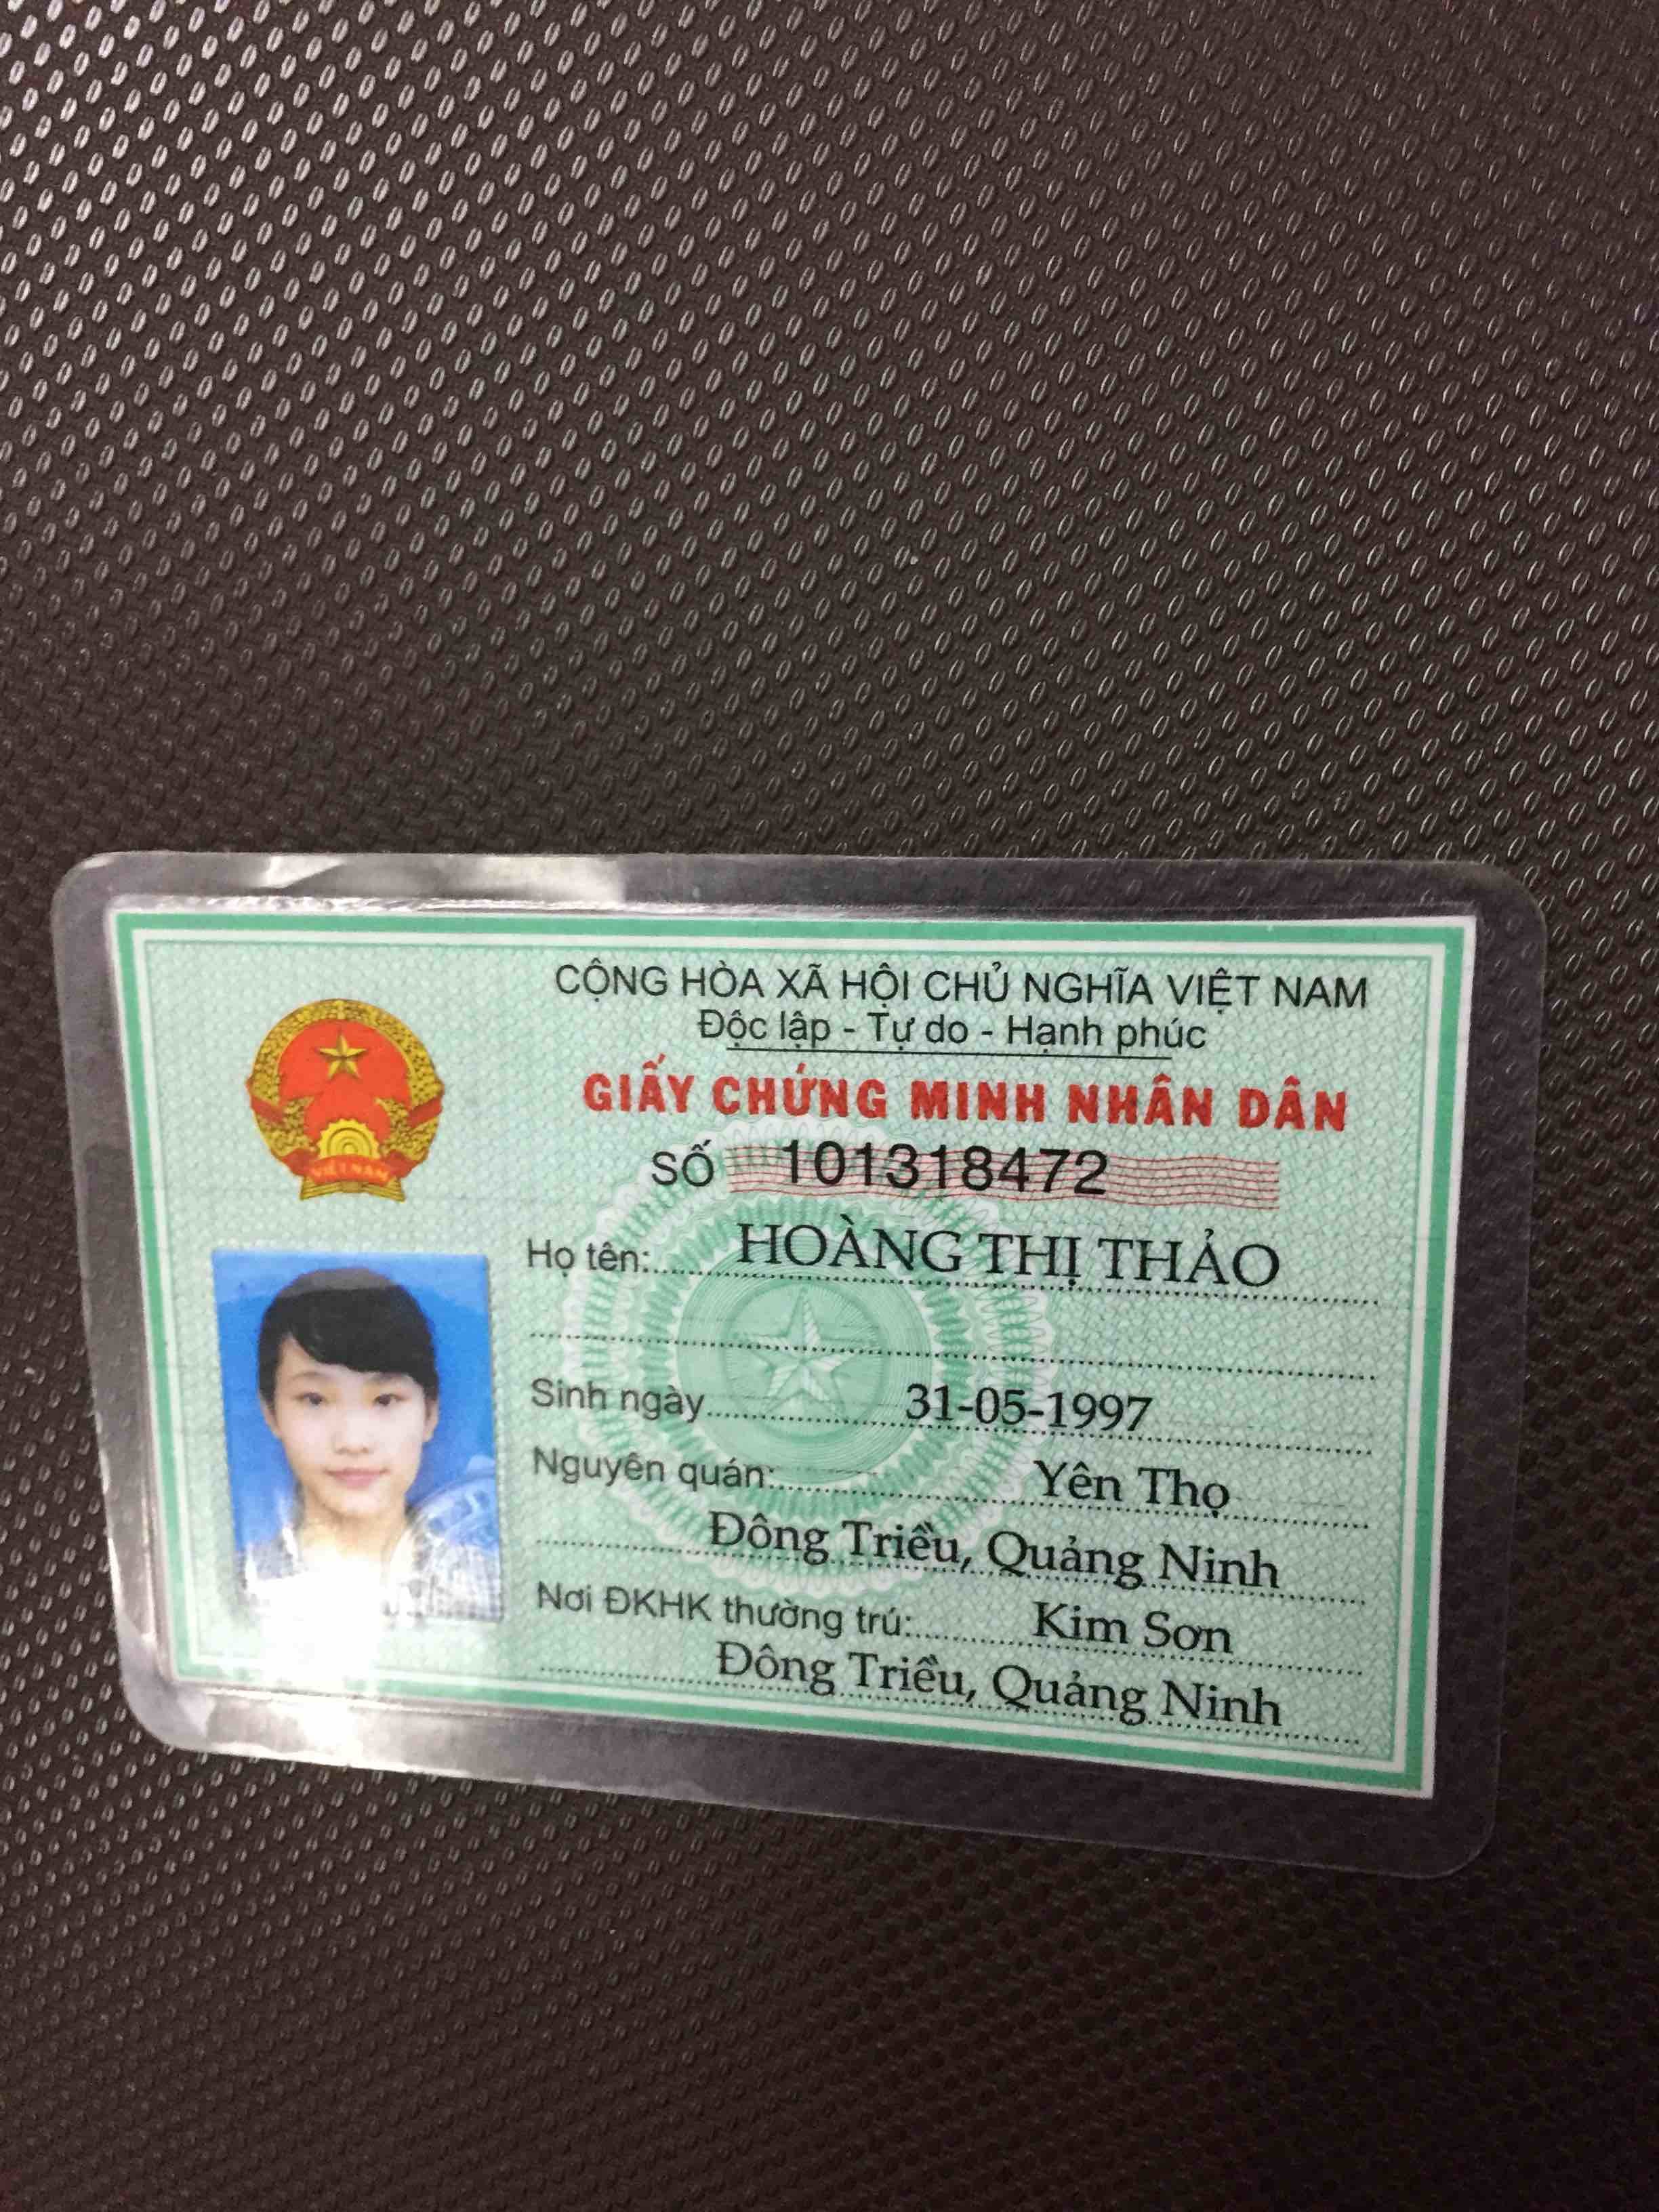 CỘNG HÒA XÃ HỘI CHỦ NGHĨA VIỆT NAM
Độc lập - Tự do - Hạnh phúc
GIẤY CHỨNG MINH NHÂN DÂN
SỐ 101318472
Họ tên: HOÀNG THỊ THẢO
Sinh ngày 31-05-1997
Nguyên quán: Yên Thọ
Đông Triều, Quảng Ninh
Nơi ĐKHK thường trú: Kim Sơn
Đông Triều, Quảng Ninh
VIỆT NAM